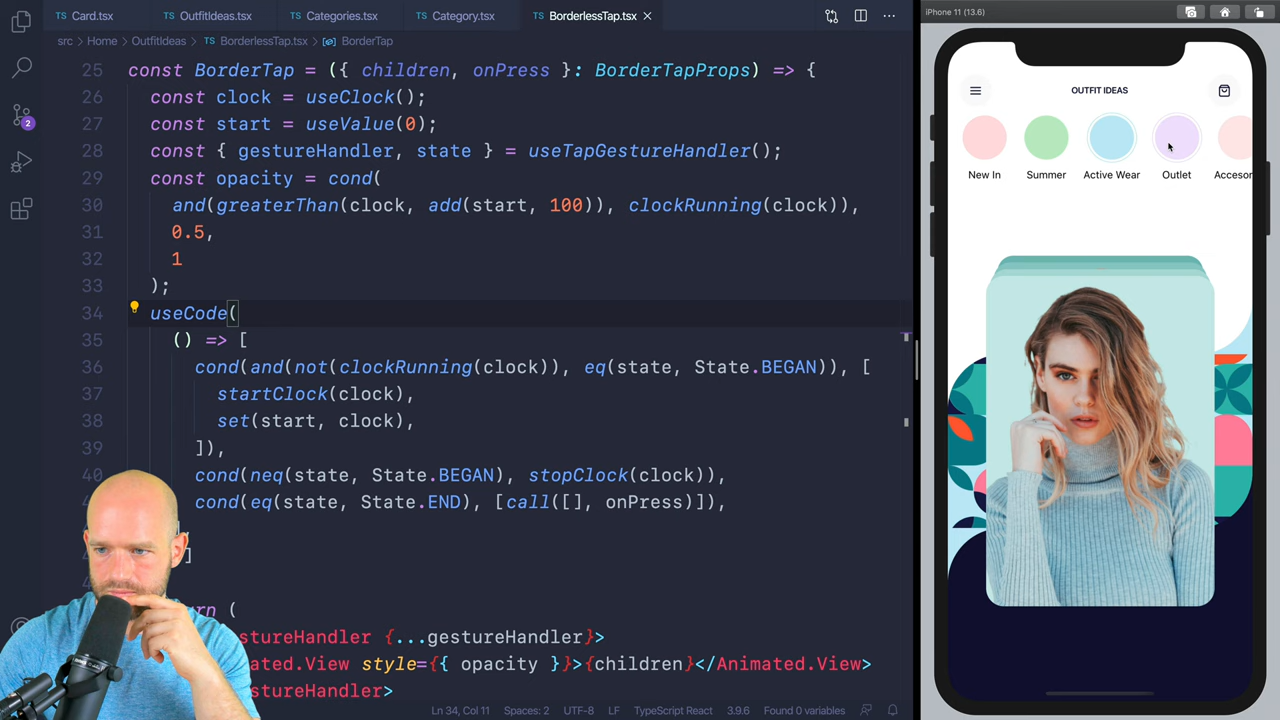 Card.tsx
OutfitIdeas.tsx
Categories.tsx
Category.tsx
BorderlessTap.tsx
src > Home > OutfitIdeas > BorderlessTap.tsx > BorderTap
25 const BorderTap = ({ children, onPress }: BorderTapProps) => {
26 const clock = useClock();
27 const start = useValue(0);
28 const { gestureHandler, state } = useTapGestureHandler();
29 const opacity = cond(
30 and(greaterThan(clock, add(start, 100)), clockRunning(clock)),
31 0.5,
32 1
33 );
34 useCode(
35 () => [
36 cond(and(not(clockRunning(clock)), eq(state, State.BEGAN)), [
37 startClock(clock),
38 set(start, clock),
39 ]),
40 cond(neq(state, State.BEGAN), stopClock(clock)),
cond(eq(state, State.END), [call([], onPress)]),
]
rn (
stureHandler {...gestureHandler}>
nated.View style={{ opacity }}>{children}</Animated.View>
stureHandler>
2
Ln 34, Col 11
Spaces: 2
UTF-8
LF
TypeScript React
3.9.6
Found 0 variables
iPhone 11 (13.6)
OUTFIT IDEAS
New In
Summer
Active Wear
Outlet
Accesor